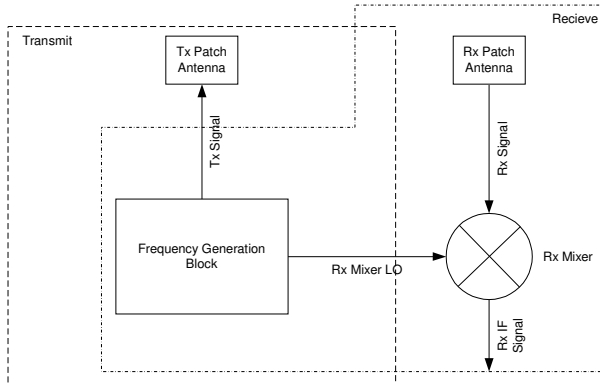 Recieve
Transmit
Tx Patch
Antenna
Rx Patch
Antenna
Tx Signal
Rx Signal
Frequency Generation
Block
Rx Mixer LO
Rx Mixer
Rx IF
Signal